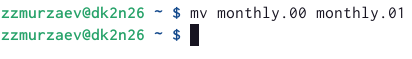 zzmurzaev@dk2n26 ~ $ mv monthly.00 monthly.01
zzmurzaev@dk2n26 ~ $